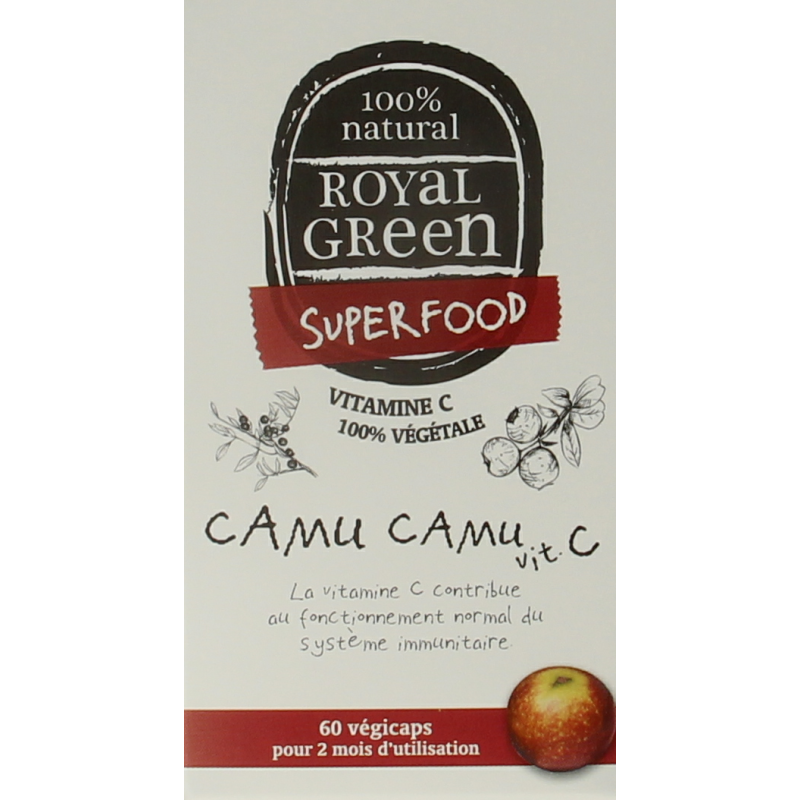 100%
natural
ROYaL
GReen
SUPERFOOD
VITAMINE C
100% VÉGÉTALE
CAMU CAMU vit. C
La vitamine C contribue
au fonctionnement normal du
système immunitaire.
60 végicaps
pour 2 mois d'utilisation